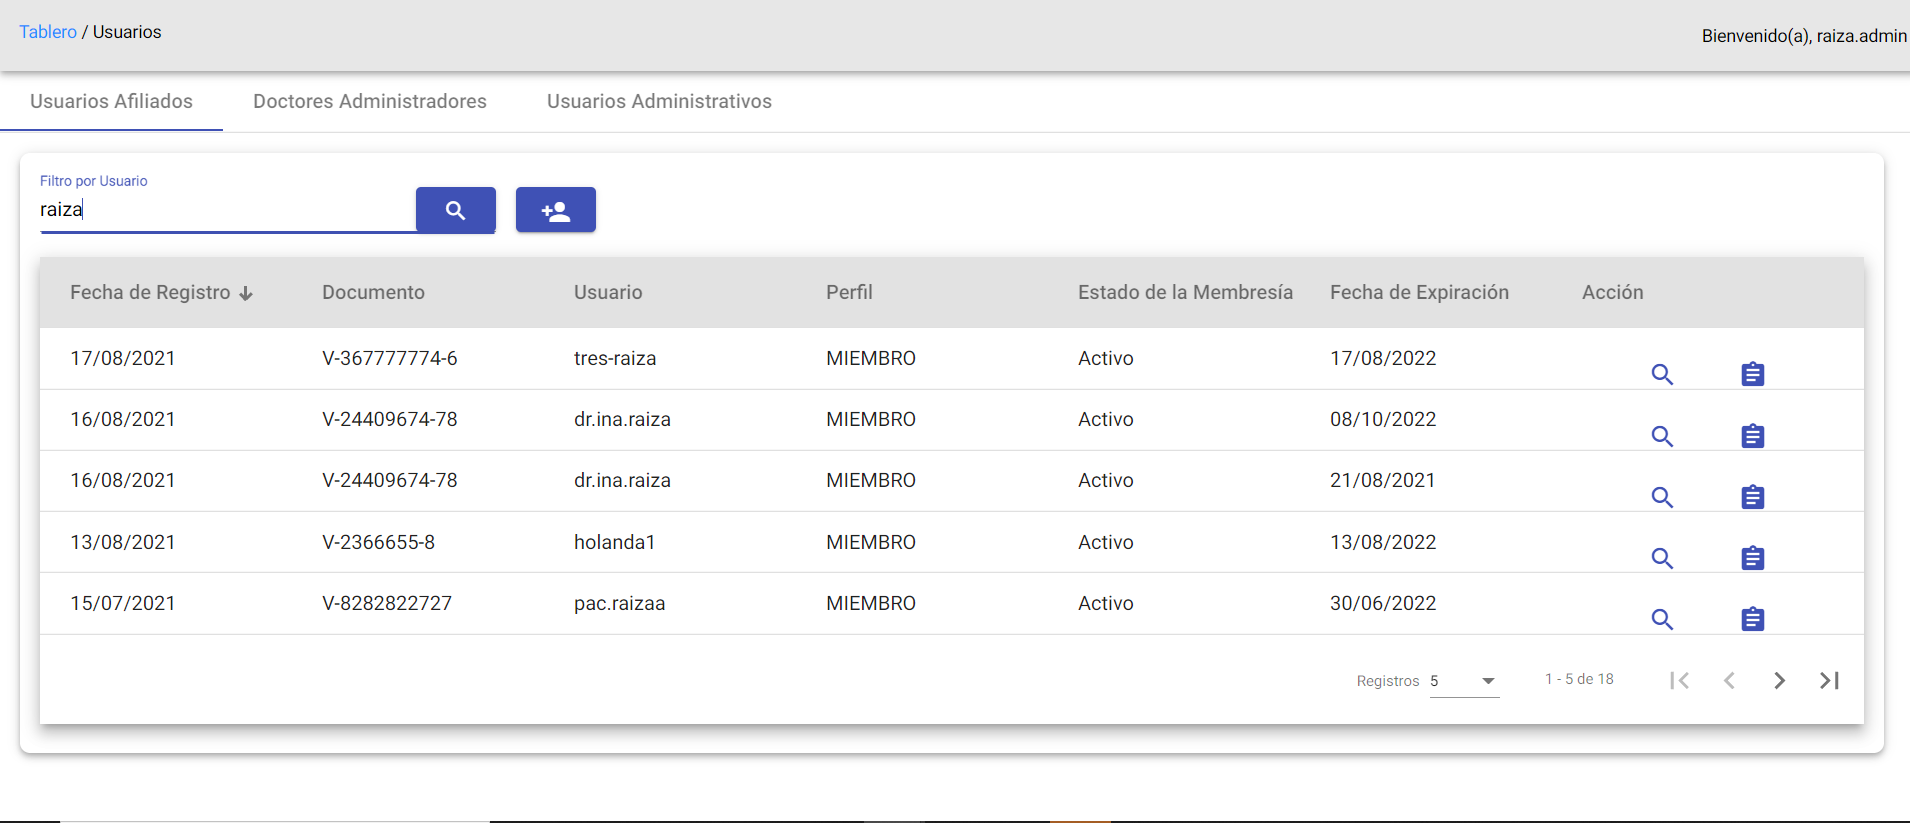 Tablero / Usuarios
Bienvenido(a), raiza.admin
Usuarios Afiliados Doctores Administradores Usuarios Administrativos
Filtro por Usuario
raiza
Fecha de Registro Documento Usuario Perfil Estado de la Membresía Fecha de Expiración Acción
17/08/2021 V-367777774-6 tres-raiza MIEMBRO Activo 17/08/2022
16/08/2021 V-24409674-78 dr.ina.raiza MIEMBRO Activo 08/10/2022
16/08/2021 V-24409674-78 dr.ina.raiza MIEMBRO Activo 21/08/2021
13/08/2021 V-2366655-8 holanda1 MIEMBRO Activo 13/08/2022
15/07/2021 V-8282822727 pac.raizaa MIEMBRO Activo 30/06/2022
Registros 5 1 - 5 de 18